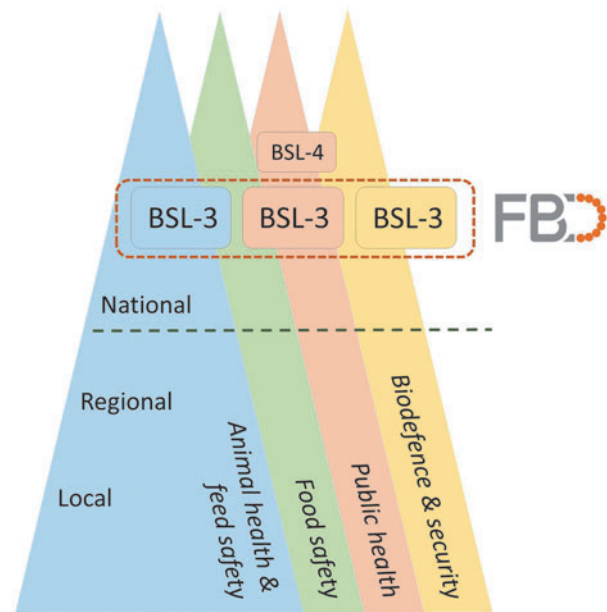 BSL-4
BSL-3
BSL-3
BSL-3
FBD
National
Regional
Local
Animal health &
feed safety
Food safety
Public health
Biodefence & security